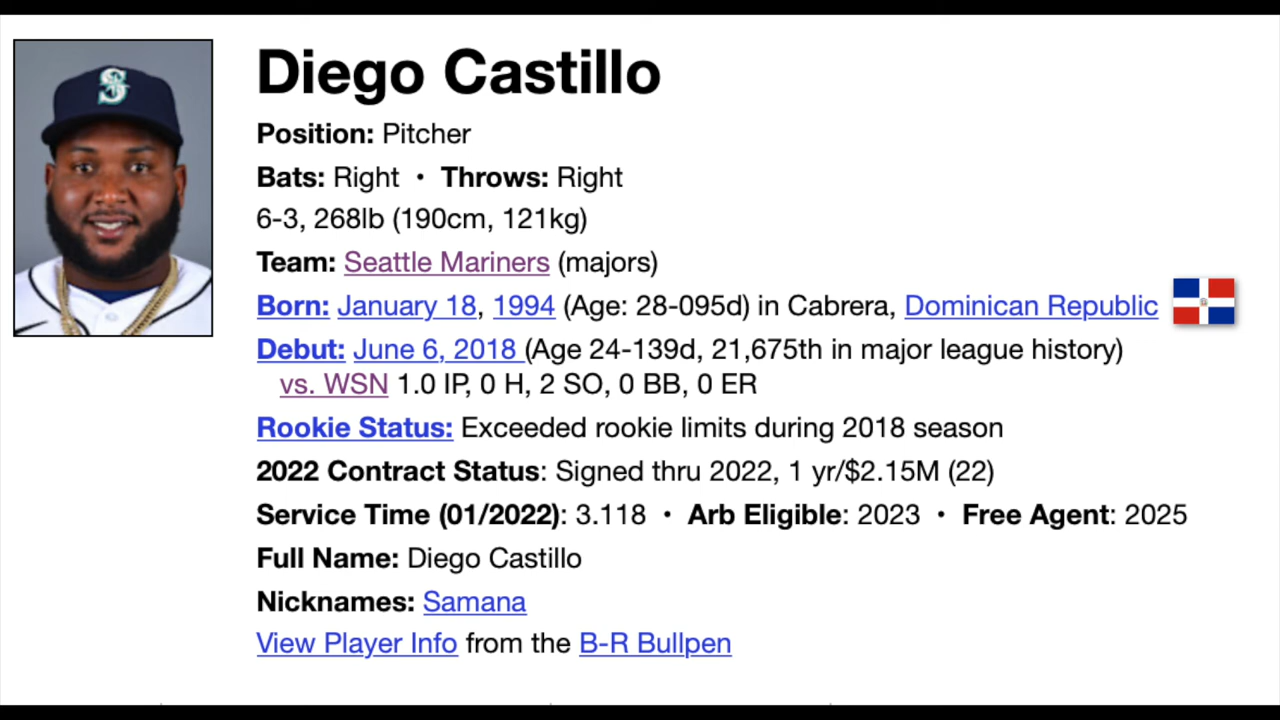 Diego Castillo
Position: Pitcher
Bats: Right • Throws: Right
6-3, 268lb (190cm, 121kg)
Team: Seattle Mariners (majors)
Born: January 18, 1994 (Age: 28-095d) in Cabrera, Dominican Republic
Debut: June 6, 2018 (Age 24-139d, 21,675th in major league history)
vs. WSN 1.0 IP, 0 H, 2 SO, 0 BB, 0 ER
Rookie Status: Exceeded rookie limits during 2018 season
2022 Contract Status: Signed thru 2022, 1 yr/$2.15M (22)
Service Time (01/2022): 3.118 • Arb Eligible: 2023 • Free Agent: 2025
Full Name: Diego Castillo
Nicknames: Samana
View Player Info from the B-R Bullpen
S